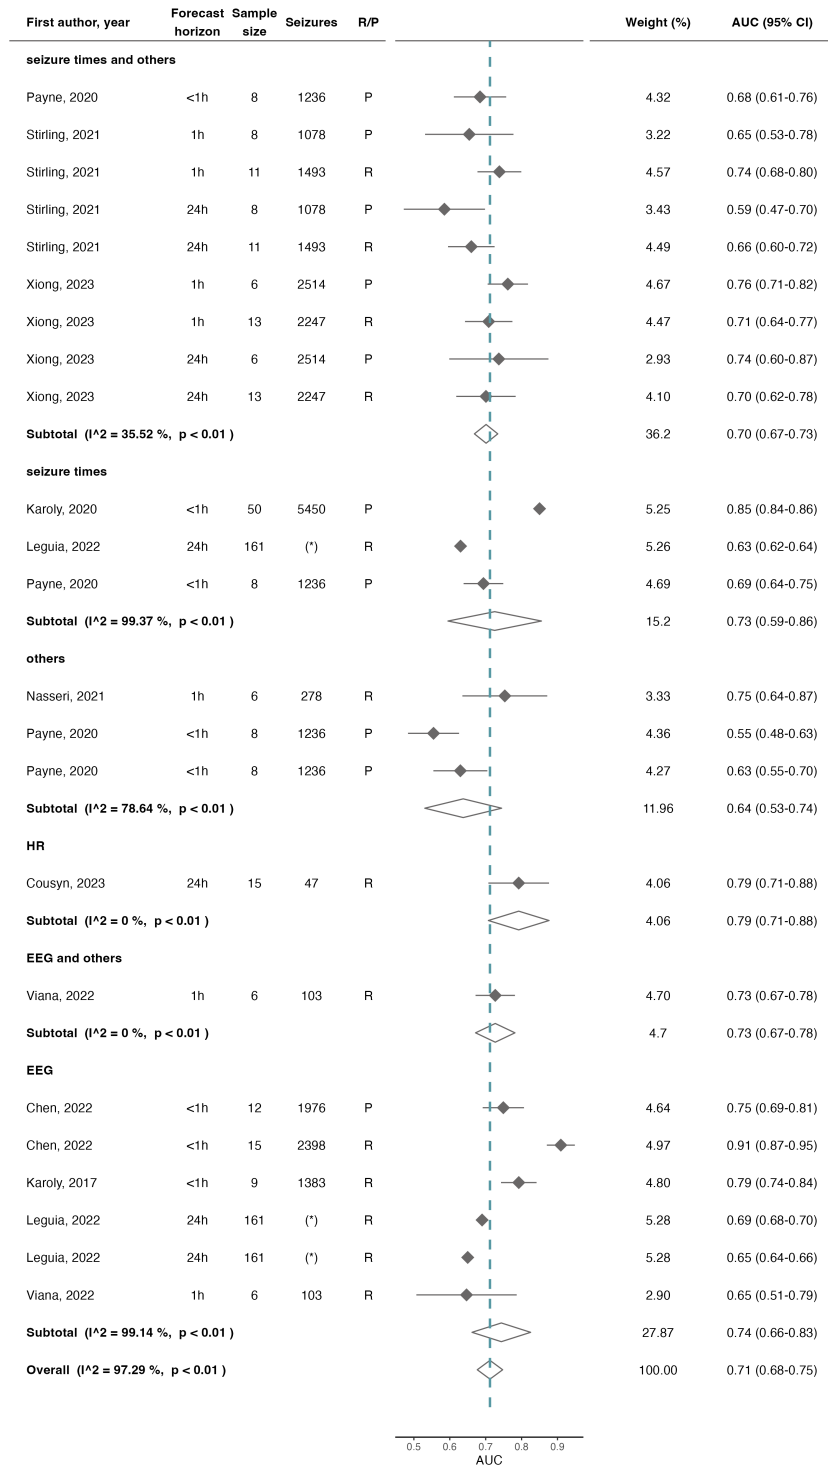 First author, year Forecast horizon Sample size Seizures R/P Weight (%) AUC (95% CI)
seizure times and others
Payne, 2020 <1h 8 1236 P 4.32 0.68 (0.61-0.76)
Stirling, 2021 1h 8 1078 P 3.22 0.65 (0.53-0.78)
Stirling, 2021 1h 11 1493 R 4.57 0.74 (0.68-0.80)
Stirling, 2021 24h 8 1078 P 3.43 0.59 (0.47-0.70)
Stirling, 2021 24h 11 1493 R 4.49 0.66 (0.60-0.72)
Xiong, 2023 1h 6 2514 P 4.67 0.76 (0.71-0.82)
Xiong, 2023 1h 13 2247 R 4.47 0.71 (0.64-0.77)
Xiong, 2023 24h 6 2514 P 2.93 0.74 (0.60-0.87)
Xiong, 2023 24h 13 2247 R 4.10 0.70 (0.62-0.78)
Subtotal (I^2 = 35.52 %, p < 0.01 ) 36.2 0.70 (0.67-0.73)
seizure times
Karoly, 2020 <1h 50 5450 P 5.25 0.85 (0.84-0.86)
Leguia, 2022 24h 161 (*) R 5.26 0.63 (0.62-0.64)
Payne, 2020 <1h 8 1236 P 4.69 0.69 (0.64-0.75)
Subtotal (I^2 = 99.37 %, p < 0.01 ) 15.2 0.73 (0.59-0.86)
others
Nasseri, 2021 1h 6 278 R 3.33 0.75 (0.64-0.87)
Payne, 2020 <1h 8 1236 P 4.36 0.55 (0.48-0.63)
Payne, 2020 <1h 8 1236 P 4.27 0.63 (0.55-0.70)
Subtotal (I^2 = 78.64 %, p < 0.01 ) 11.96 0.64 (0.53-0.74)
HR
Cousyn, 2023 24h 15 47 R 4.06 0.79 (0.71-0.88)
Subtotal (I^2 = 0 %, p < 0.01 ) 4.06 0.79 (0.71-0.88)
EEG and others
Viana, 2022 1h 6 103 R 4.70 0.73 (0.67-0.78)
Subtotal (I^2 = 0 %, p < 0.01 ) 4.7 0.73 (0.67-0.78)
EEG
Chen, 2022 <1h 12 1976 P 4.64 0.75 (0.69-0.81)
Chen, 2022 <1h 15 2398 R 4.97 0.91 (0.87-0.95)
Karoly, 2017 <1h 9 1383 R 4.80 0.79 (0.74-0.84)
Leguia, 2022 24h 161 (*) R 5.28 0.69 (0.68-0.70)
Leguia, 2022 24h 161 (*) R 5.28 0.65 (0.64-0.66)
Viana, 2022 1h 6 103 R 2.90 0.65 (0.51-0.79)
Subtotal (I^2 = 99.14 %, p < 0.01 ) 27.87 0.74 (0.66-0.83)
Overall (I^2 = 97.29 %, p < 0.01 ) 100.00 0.71 (0.68-0.75)
0.5 0.6 0.7 0.8 0.9
AUC